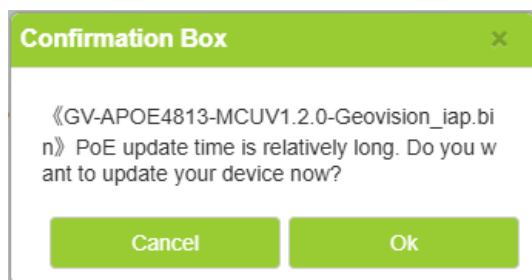 Confirmation Box ×
《GV-APOE4813-MCUV1.2.0-Geovision_iap.bi
n》 PoE update time is relatively long. Do you w
ant to update your device now?
Cancel Ok